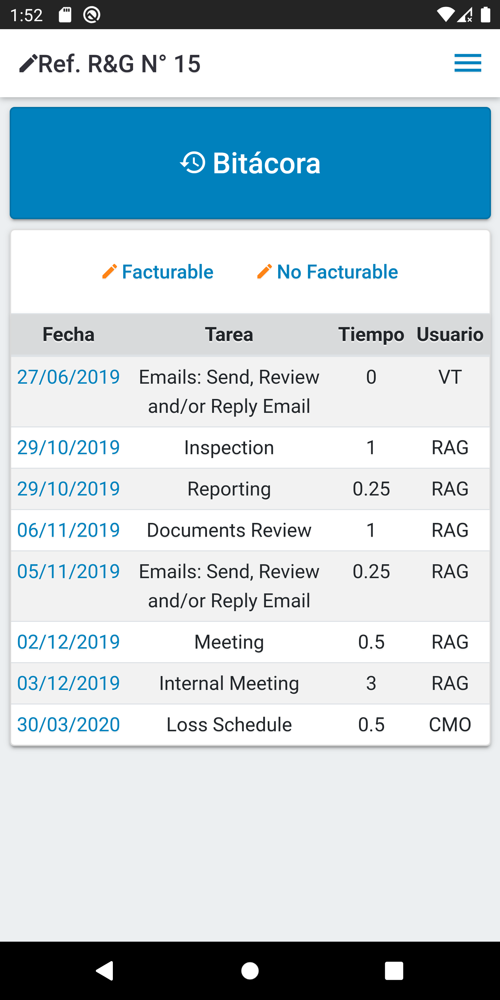 1:52
Ref. R&G N° 15
Bitácora
Facturable No Facturable
Fecha Tarea Tiempo Usuario
27/06/2019 Emails: Send, Review 0 VT
and/or Reply Email
29/10/2019 Inspection 1 RAG
29/10/2019 Reporting 0.25 RAG
06/11/2019 Documents Review 1 RAG
05/11/2019 Emails: Send, Review 0.25 RAG
and/or Reply Email
02/12/2019 Meeting 0.5 RAG
03/12/2019 Internal Meeting 3 RAG
30/03/2020 Loss Schedule 0.5 CMO